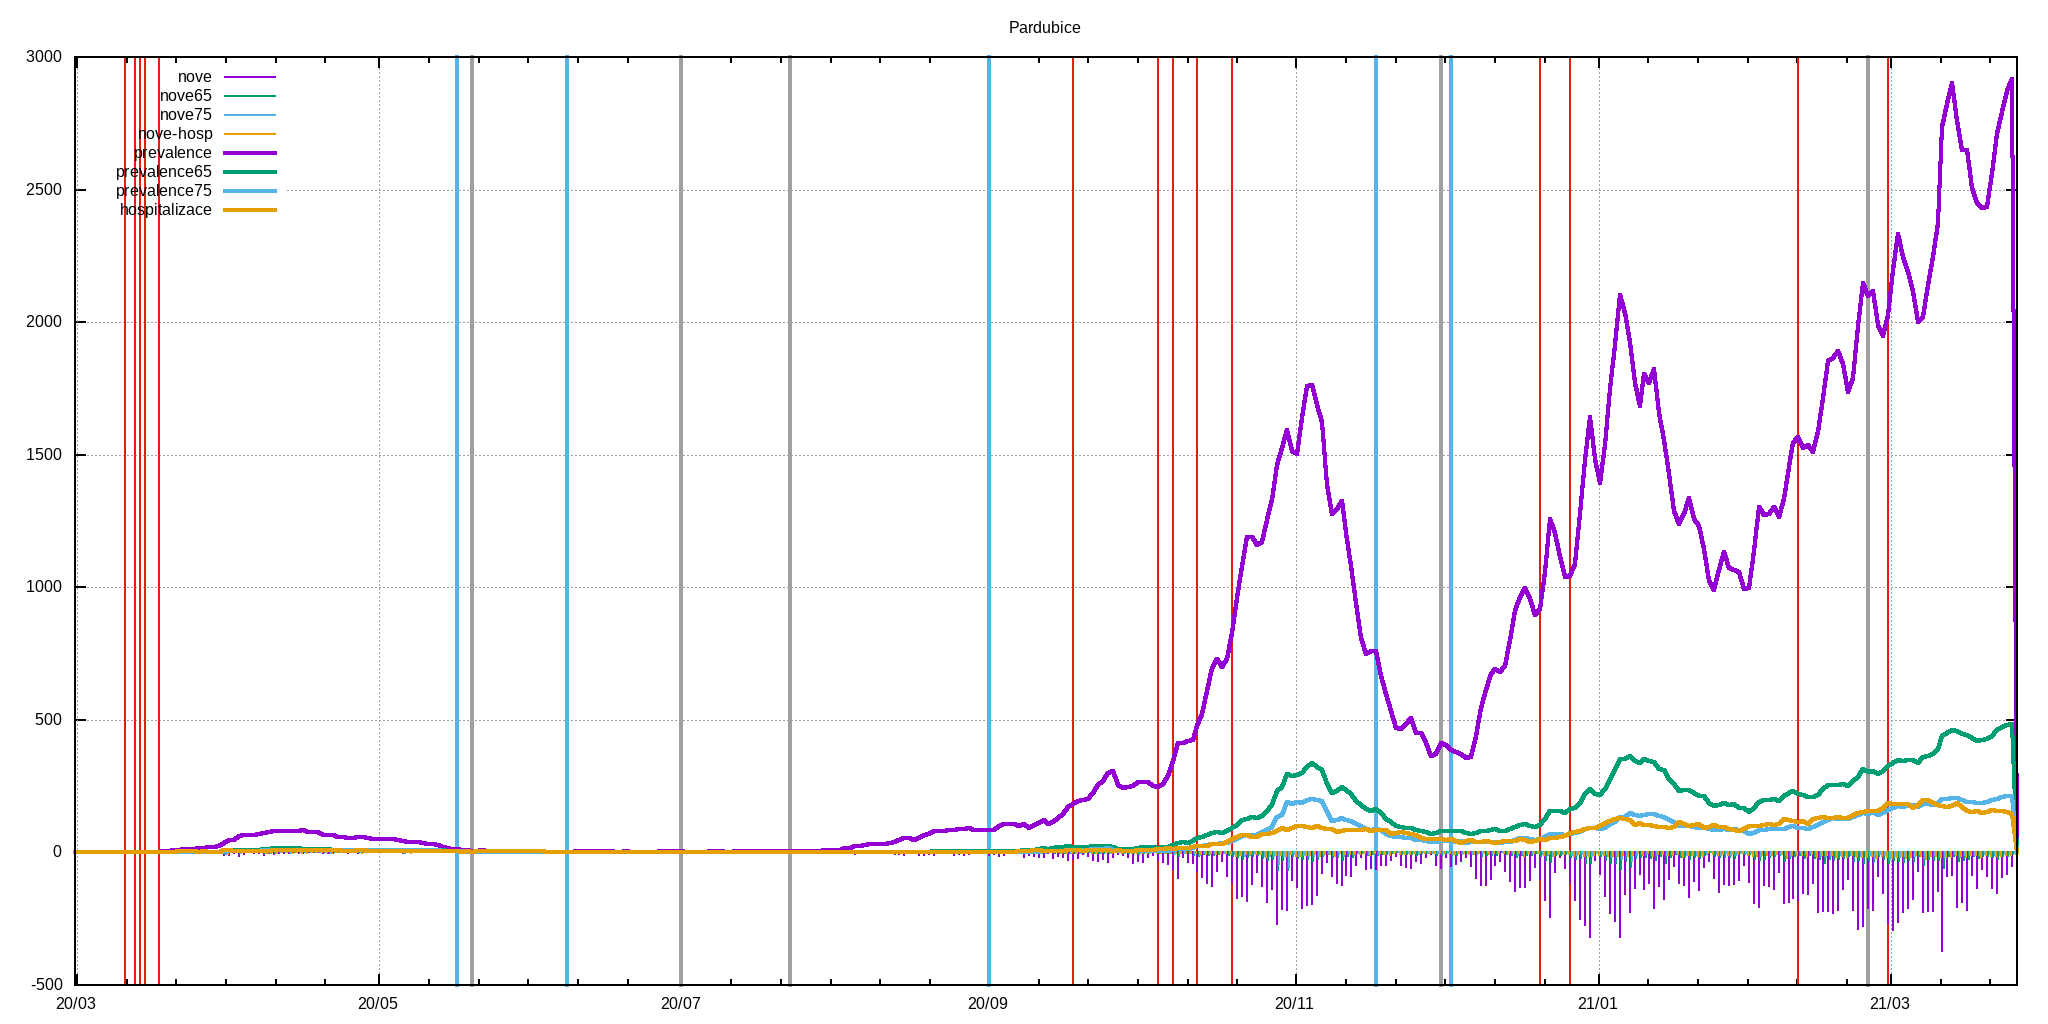 Pardubice
3000
2500
2000
1500
1000
500
0
-500
nove
nove65
nove75
nove-hosp
prevalence
prevalence65
prevalence75
hospitalizace
20/03 20/05 20/07 20/09 20/11 21/01 21/03